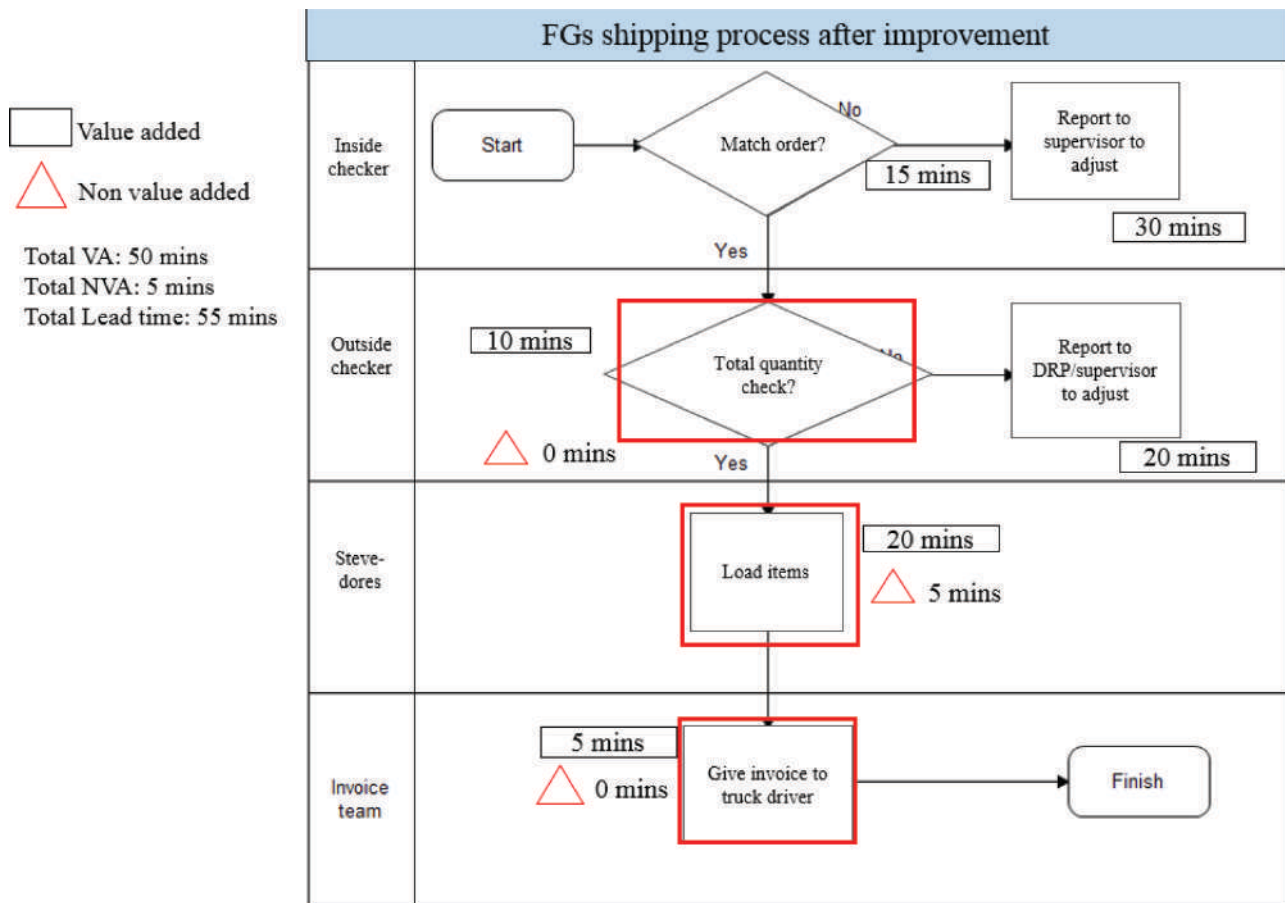 FGs shipping process after improvement
Value added
Non value added
Total VA: 50 mins
Total NVA: 5 mins
Total Lead time: 55 mins
Inside
checker
Start
Match order?
No
15 mins
Report to
supervisor to
adjust
30 mins
Yes
Outside
checker
10 mins
Total quantity
check?
No
Report to
DRP/supervisor
to adjust
0 mins
Yes
20 mins
Steve-
dores
Load items
20 mins
5 mins
Invoice
team
5 mins
0 mins
Give invoice to
truck driver
Finish